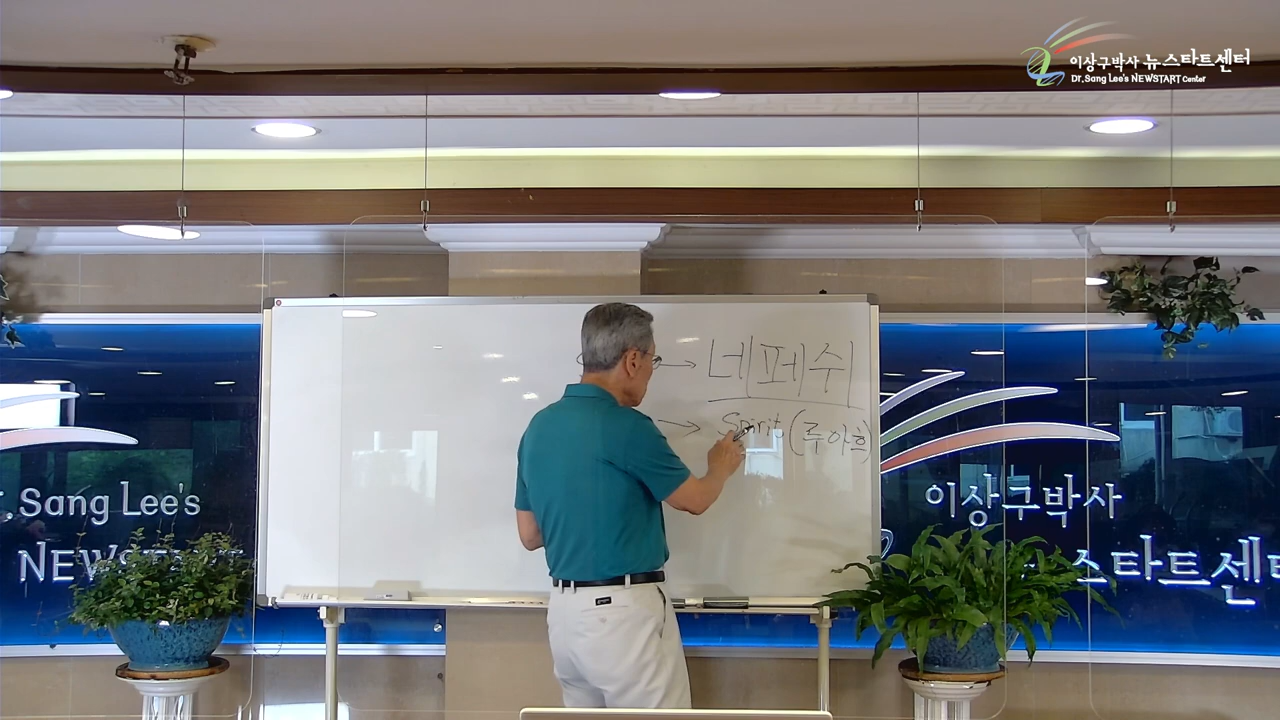 이상구박사 뉴스타트센터
Dr. Sang Lee's NEWSTART Center
→ 네페쉬
→ Spirit (루아흐)
. Sang Lee's
NEWSTART
이상구박사
스타트센터